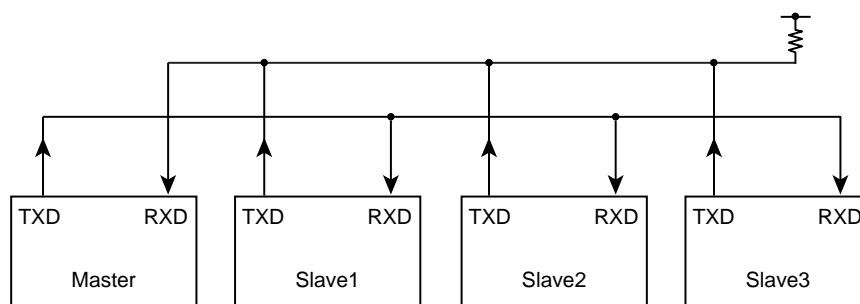 TXD RXD TXD RXD TXD RXD TXD RXD
Master Slave1 Slave2 Slave3